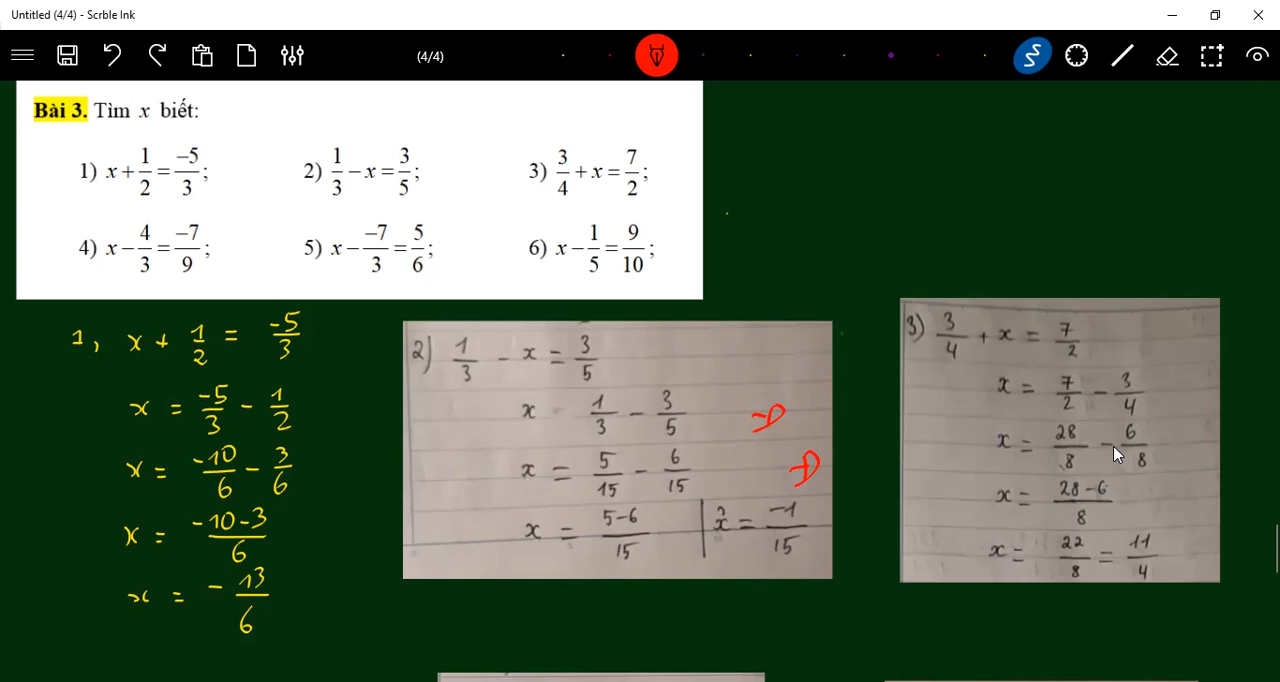 Untitled (4/4) - Scrble Ink
(4/4)
Bài 3. Tìm x biết:
1) x + 1/2 = -5/3; 2) 1/3 - x = 3/5; 3) 3/4 + x = 7/2;
4) x - 4/3 = -7/9; 5) x - -7/3 = 5/6; 6) x - 1/5 = 9/10;
1, x + 1/2 = -5/3
x = -5/3 - 1/2
x = -10/6 - 3/6
x = -10-3/6
x = -13/6
2) 1/3 - x = 3/5
x = 1/3 - 3/5
x = 5/15 - 6/15
x = 5-6/15 | x = -1/15
3) 3/4 + x = 7/2
x = 7/2 - 3/4
x = 28/8 - 6/8
x = 28-6/8
x = 22/8 = 11/4